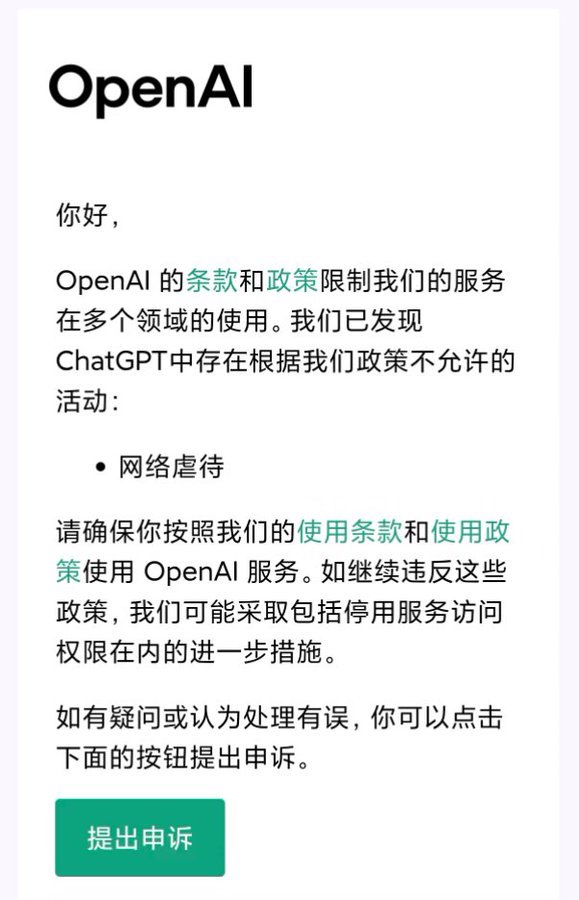 OpenAI
你好，
OpenAI 的条款和政策限制我们的服务
在多个领域的使用。我们已发现
ChatGPT中存在根据我们政策不允许的
活动：
• 网络虐待
请确保你按照我们的使用条款和使用政
策使用 OpenAI 服务。如继续违反这些
政策，我们可能采取包括停用服务访问
权限在内的进一步措施。
如有疑问或认为处理有误，你可以点击
下面的按钮提出申诉。
提出申诉